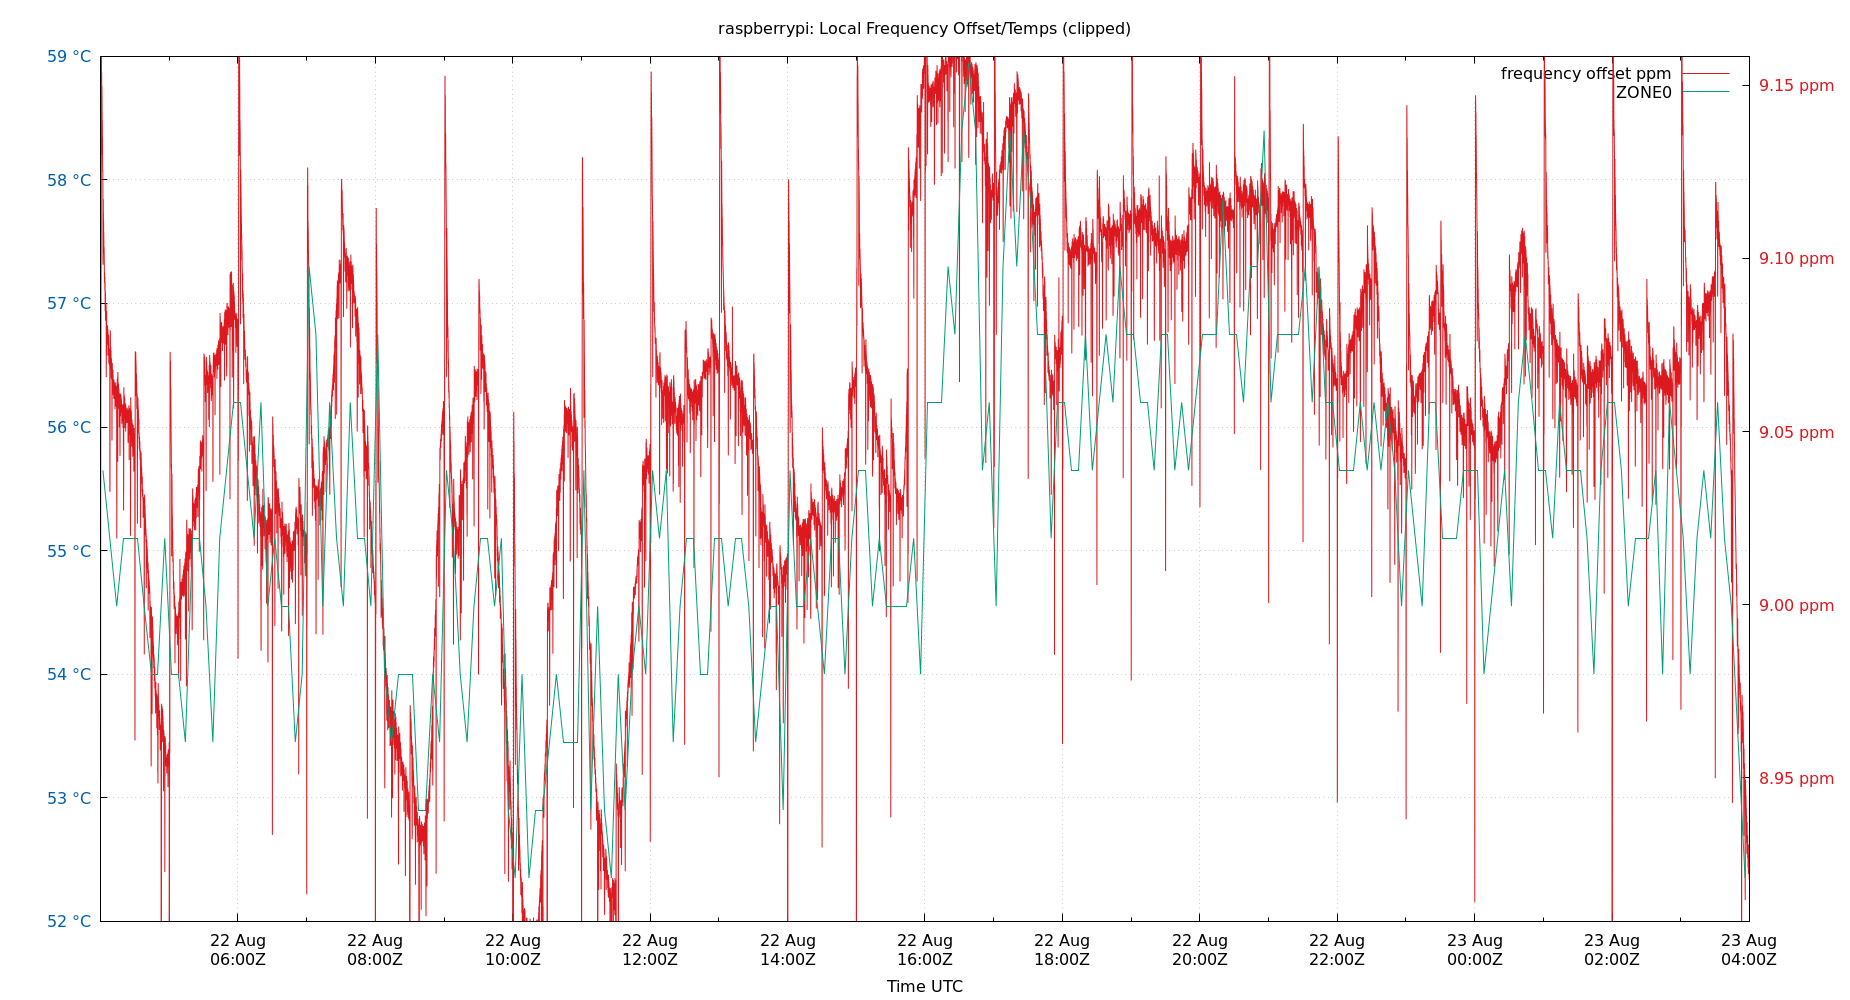 raspberrypi: Local Frequency Offset/Temps (clipped)
frequency offset ppm
ZONE0
59 °C
58 °C
57 °C
56 °C
55 °C
54 °C
53 °C
52 °C
9.15 ppm
9.10 ppm
9.05 ppm
9.00 ppm
8.95 ppm
22 Aug 22 Aug 22 Aug 22 Aug 22 Aug 22 Aug 22 Aug 22 Aug 22 Aug 23 Aug 23 Aug 23 Aug
06:00Z 08:00Z 10:00Z 12:00Z 14:00Z 16:00Z 18:00Z 20:00Z 22:00Z 00:00Z 02:00Z 04:00Z
Time UTC